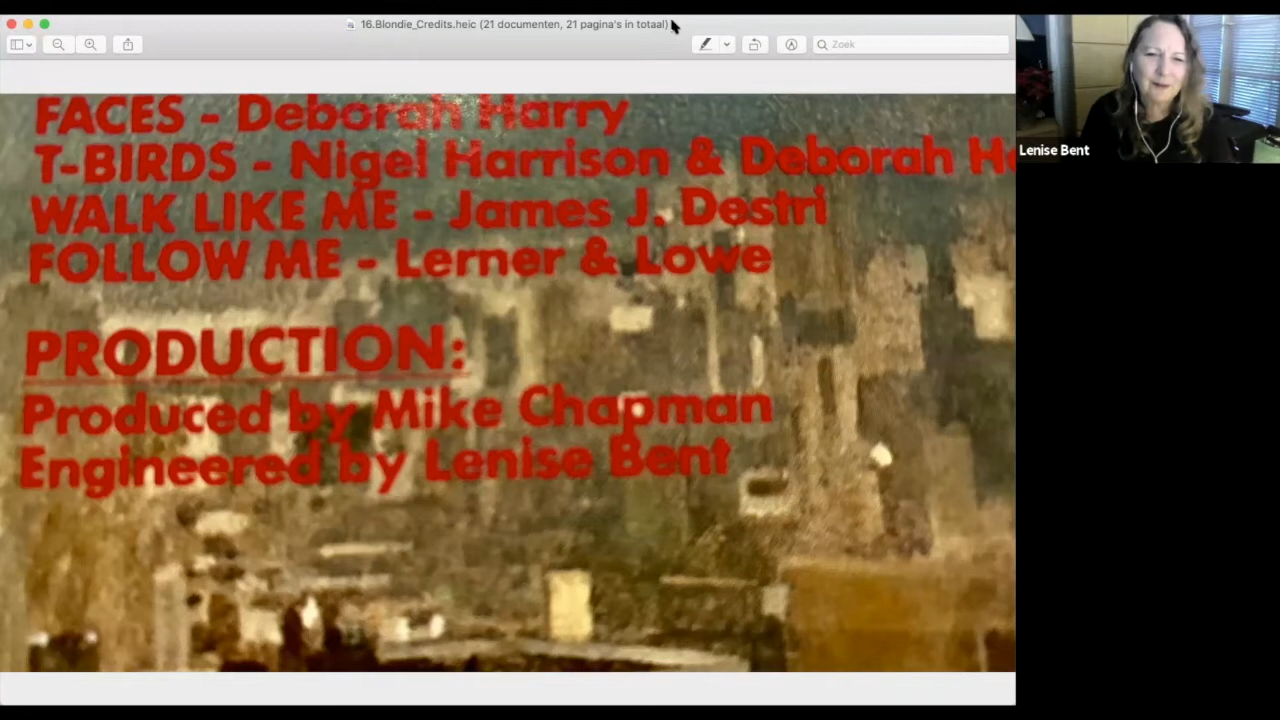 16.Blondie_Credits.heic (21 documenten, 21 pagina's in totaal)
Zoek
FACES - Deborah Harry
T-BIRDS - Nigel Harrison & Deborah
WALK LIKE ME - James J. Destri
FOLLOW ME - Lerner & Lowe
PRODUCTION:
Produced by Mike Chapman
Engineered by Lenise Bent
Lenise Bent